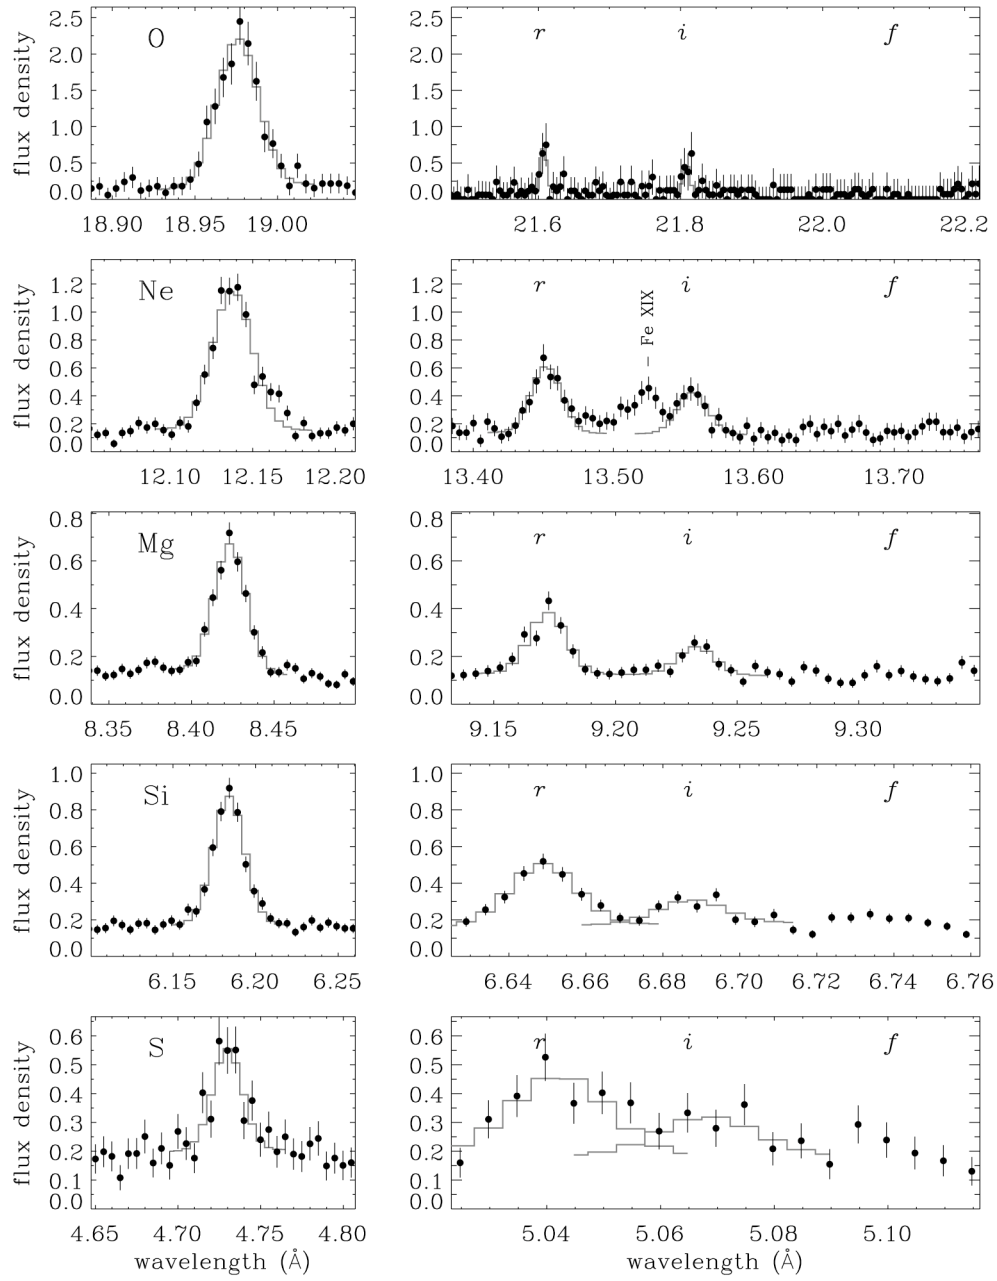 O
r i f
flux density
2.5
2.0
1.5
1.0
0.5
0.0
18.90 18.95 19.00
2.5
2.0
1.5
1.0
0.5
0.0
21.6 21.8 22.0 22.2
Ne
r i f
Fe XIX
flux density
1.2
1.0
0.8
0.6
0.4
0.2
0.0
12.10 12.15 12.20
1.2
1.0
0.8
0.6
0.4
0.2
0.0
13.40 13.50 13.60 13.70
Mg
r i f
flux density
0.8
0.6
0.4
0.2
0.0
8.35 8.40 8.45
0.8
0.6
0.4
0.2
0.0
9.15 9.20 9.25 9.30
Si
r i f
flux density
1.0
0.8
0.6
0.4
0.2
0.0
6.15 6.20 6.25
1.0
0.8
0.6
0.4
0.2
0.0
6.64 6.66 6.68 6.70 6.72 6.74 6.76
S
r i f
flux density
0.6
0.5
0.4
0.3
0.2
0.1
0.0
4.65 4.70 4.75 4.80
wavelength (Å)
0.6
0.5
0.4
0.3
0.2
0.1
0.0
5.04 5.06 5.08 5.10
wavelength (Å)